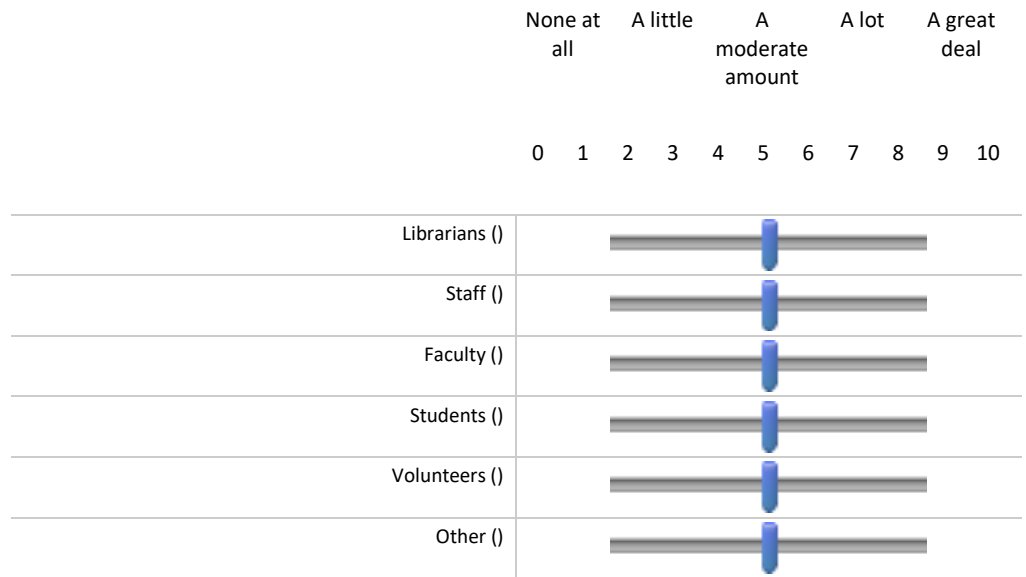 None at all
A little
A moderate amount
A lot
A great deal
0 1 2 3 4 5 6 7 8 9 10
Librarians ()
Staff ()
Faculty ()
Students ()
Volunteers ()
Other ()